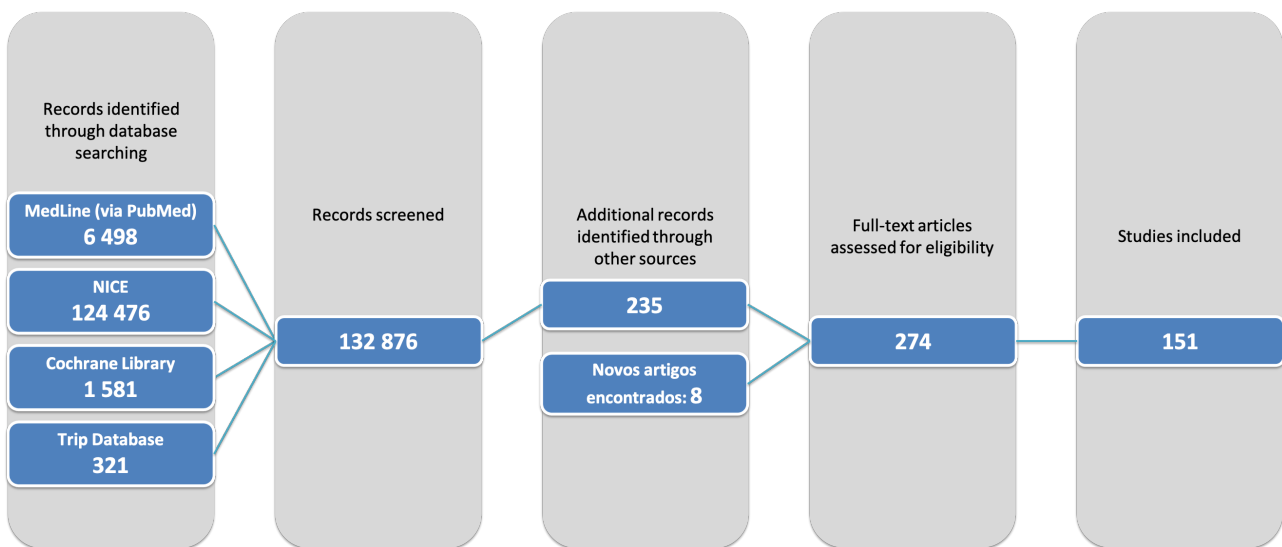 Records identified
through database
searching
MedLine (via PubMed)
6 498
NICE
124 476
Cochrane Library
1 581
Trip Database
321
Records screened
132 876
Additional records
identified through
other sources
235
Novos artigos
encontrados: 8
Full-text articles
assessed for eligibility
274
Studies included
151